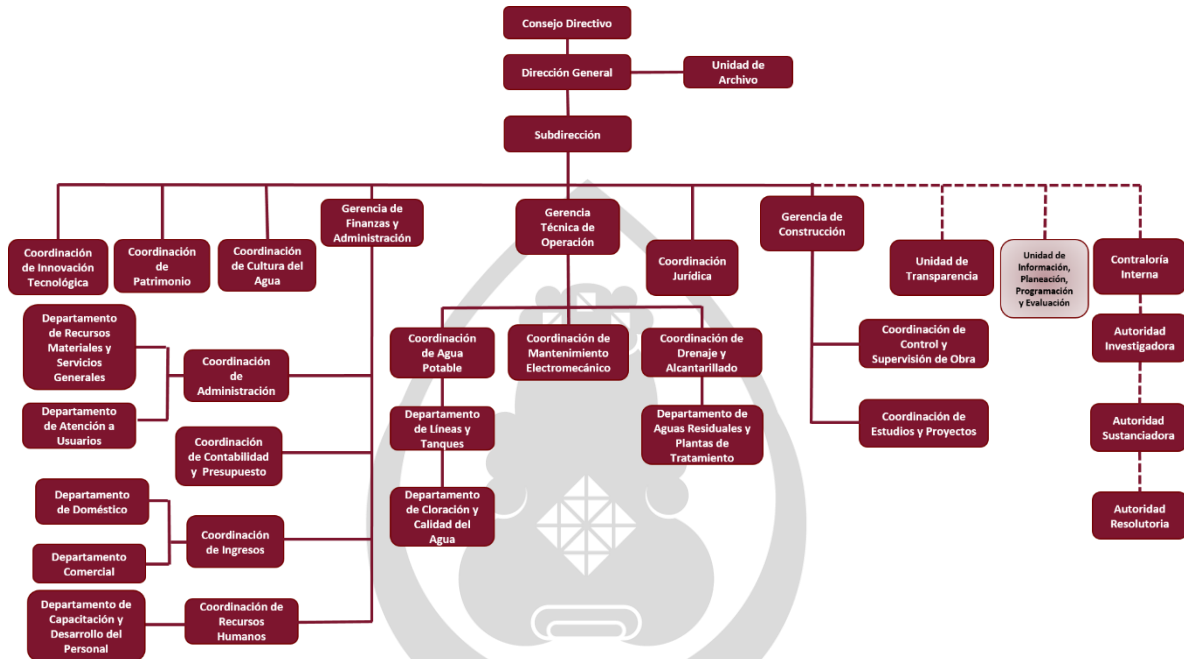 Consejo Directivo
Dirección General
Unidad de
Archivo
Subdirección
Coordinación
de Innovación
Tecnológica
Coordinación
de
Patrimonio
Coordinación
de Cultura del
Agua
Gerencia de
Finanzas y
Administración
Gerencia
Técnica de
Operación
Coordinación
Jurídica
Gerencia de
Construcción
Unidad de
Transparencia
Unidad de
Información,
Planeación,
Programación
y Evaluación
Contraloría
Interna
Departamento
de Recursos
Materiales y
Servicios
Generales
Departamento
de Atención a
Usuarios
Coordinación
de
Administración
Coordinación
de Contabilidad
y Presupuesto
Departamento
de Doméstico
Departamento
Comercial
Coordinación
de Ingresos
Departamento de
Capacitación y
Desarrollo del
Personal
Coordinación de
Recursos
Humanos
Coordinación
de Agua
Potable
Departamento
de Líneas y
Tanques
Departamento
de Cloración y
Calidad del
Agua
Coordinación de
Mantenimiento
Electromecánico
Coordinación de
Drenaje y
Alcantarillado
Departamento de
Aguas Residuales y
Plantas de
Tratamiento
Coordinación de
Control y
Supervisión de Obra
Coordinación de
Estudios y Proyectos
Autoridad
Investigadora
Autoridad
Sustanciadora
Autoridad
Resolutoria